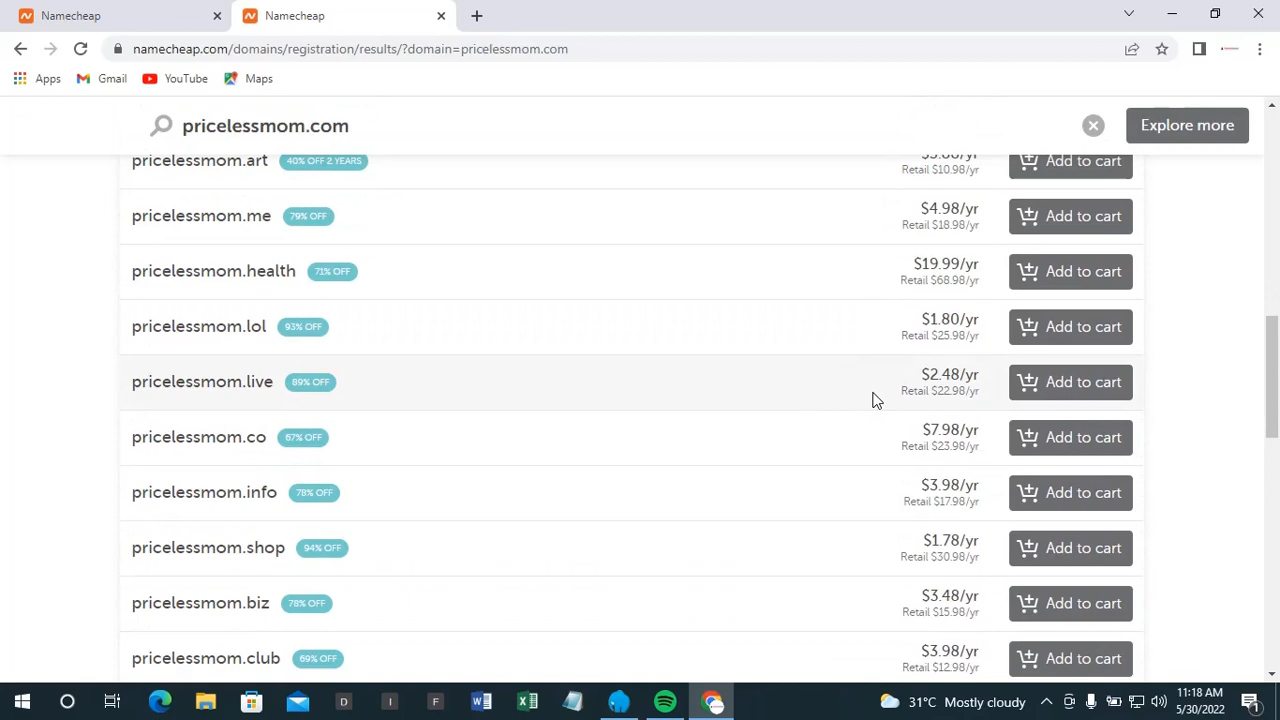 Namecheap
Namecheap
namecheap.com/domains/registration/results/?domain=pricelessmom.com
Apps
Gmail
YouTube
Maps
pricelessmom.com
Explore more
pricelessmom.art
40% OFF 2 YEARS
Retail $10.98/yr
Add to cart
pricelessmom.me
79% OFF
$4.98/yr
Retail $18.98/yr
Add to cart
pricelessmom.health
71% OFF
$19.99/yr
Retail $68.98/yr
Add to cart
pricelessmom.lol
93% OFF
$1.80/yr
Retail $25.98/yr
Add to cart
pricelessmom.live
89% OFF
$2.48/yr
Retail $22.98/yr
Add to cart
pricelessmom.co
67% OFF
$7.98/yr
Retail $23.98/yr
Add to cart
pricelessmom.info
78% OFF
$3.98/yr
Retail $17.98/yr
Add to cart
pricelessmom.shop
94% OFF
$1.78/yr
Retail $30.98/yr
Add to cart
pricelessmom.biz
78% OFF
$3.48/yr
Retail $15.98/yr
Add to cart
pricelessmom.club
69% OFF
$3.98/yr
Retail $12.98/yr
Add to cart
D
I
F
31°C Mostly cloudy
11:18 AM
5/30/2022
1